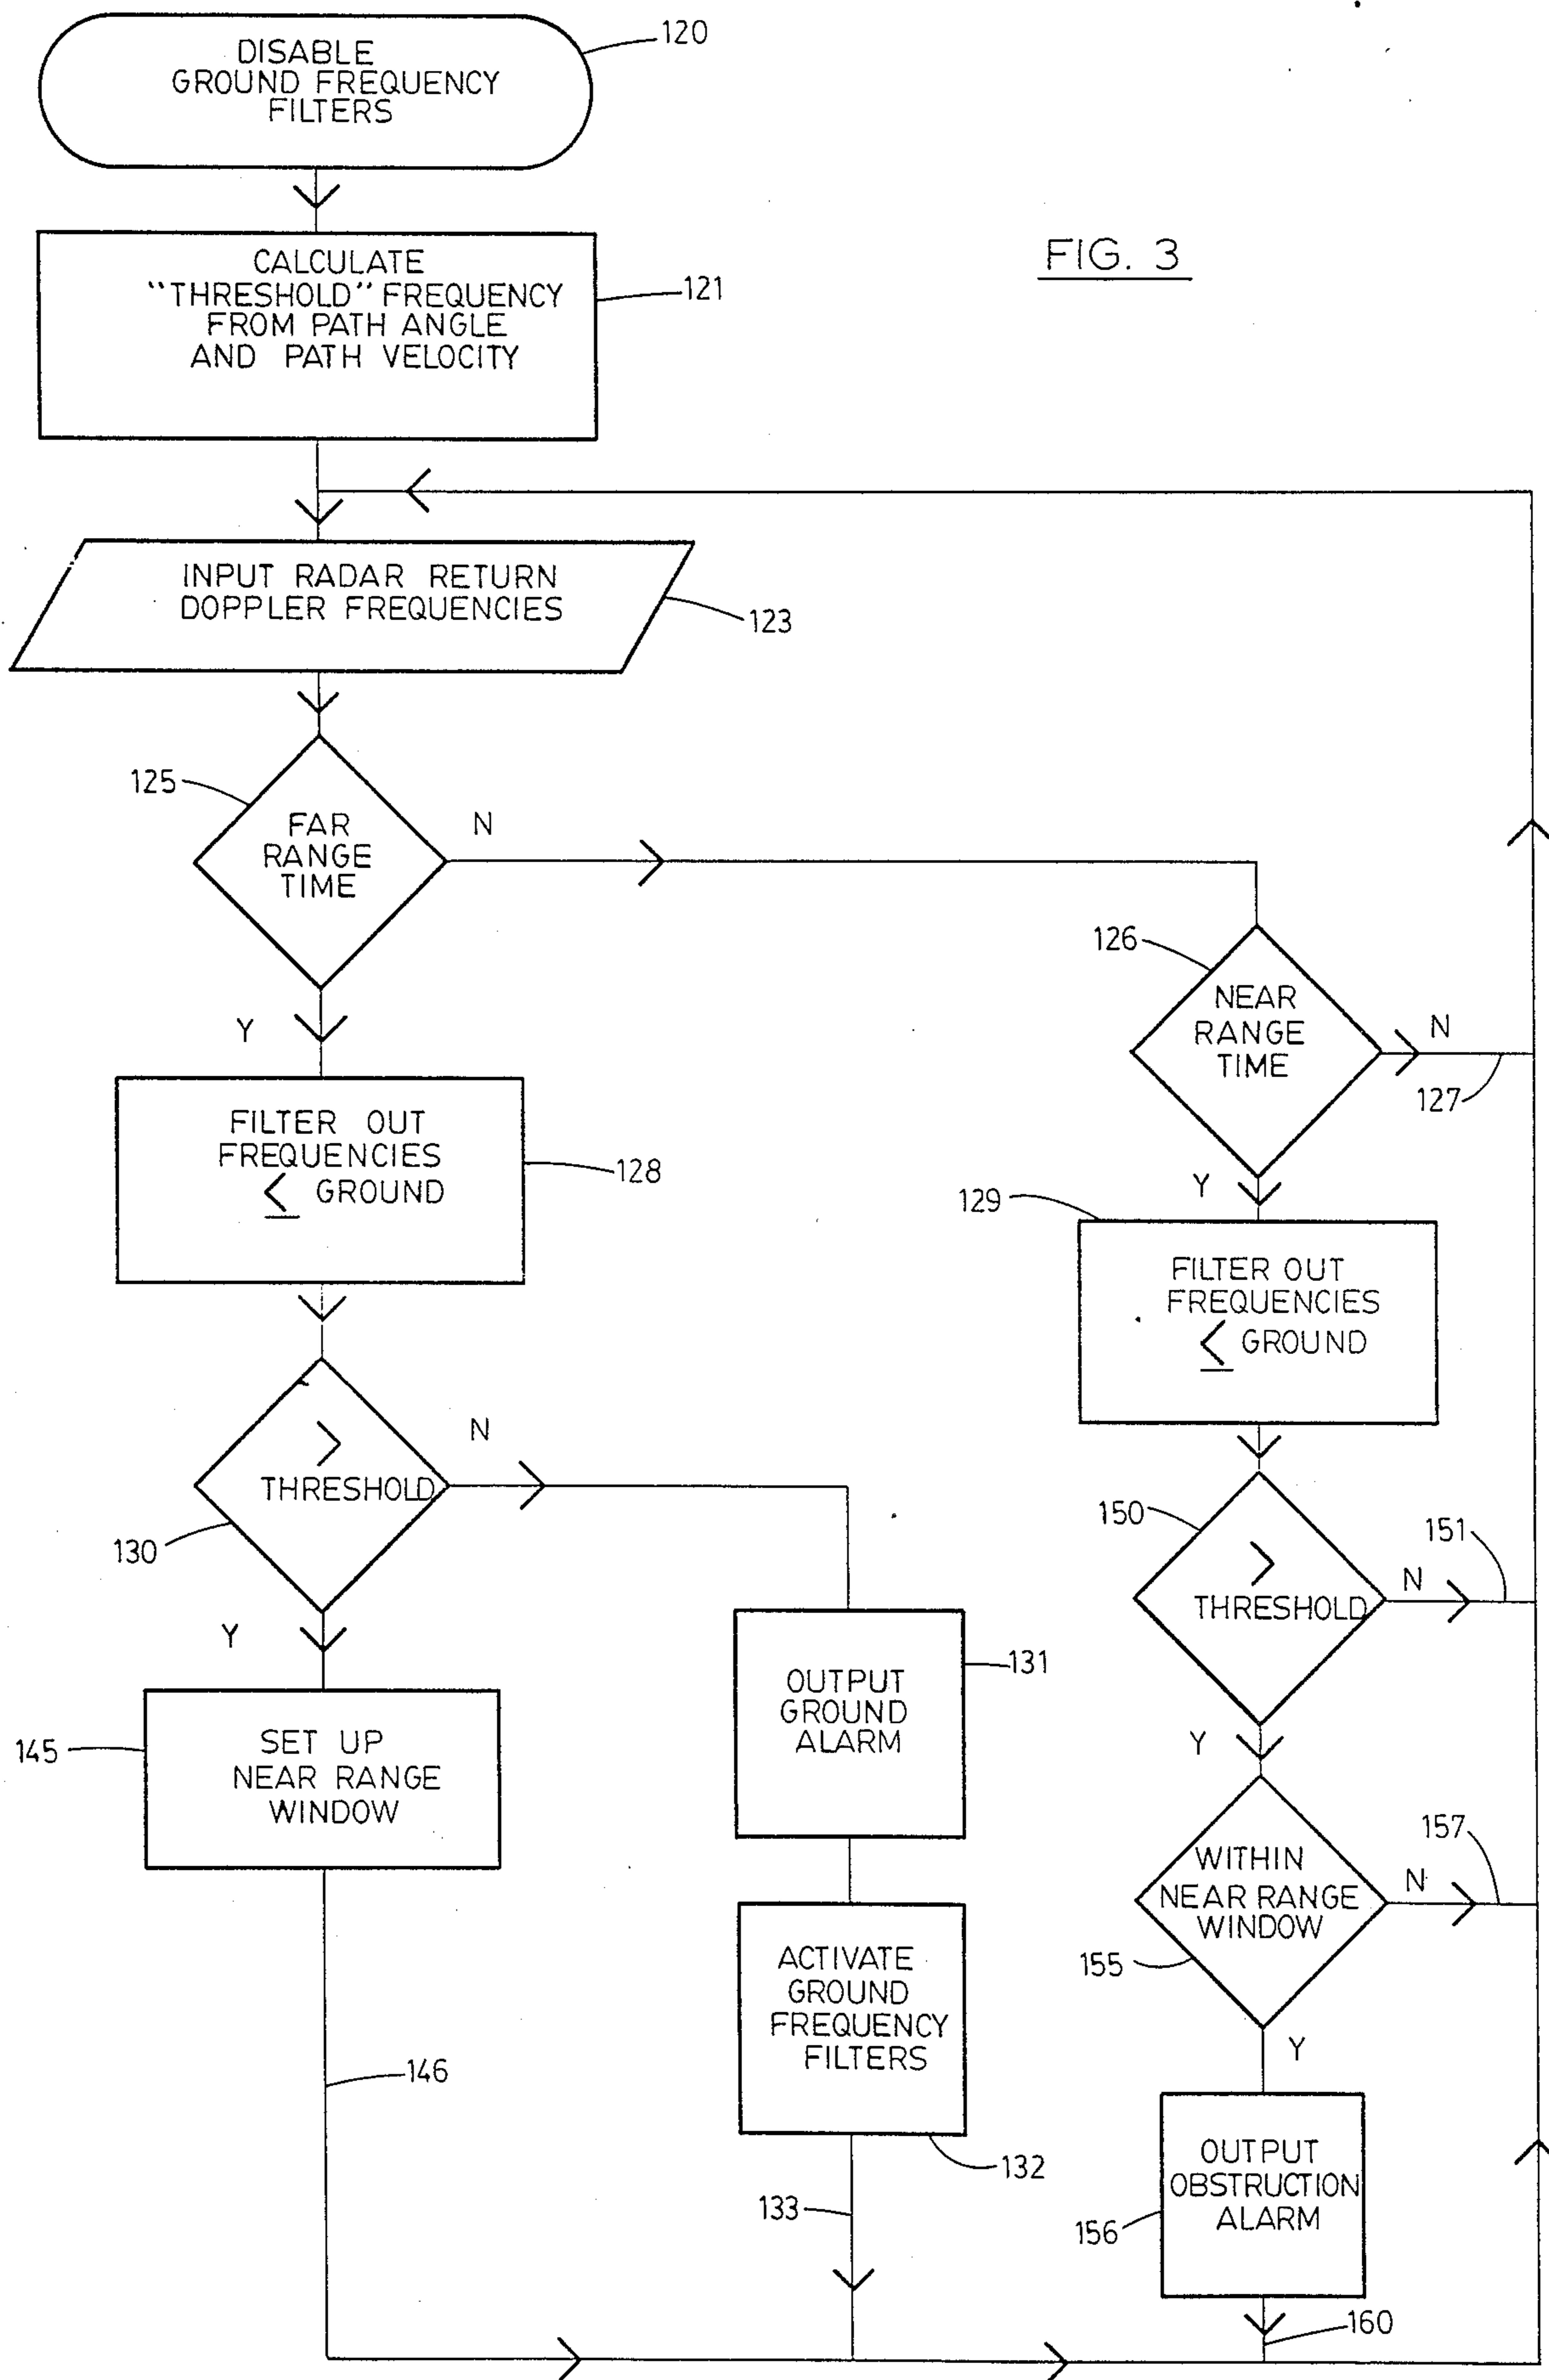 DISABLE
GROUND FREQUENCY
FILTERS
120
CALCULATE
"THRESHOLD" FREQUENCY
FROM PATH ANGLE
AND PATH VELOCITY
121
FIG. 3
INPUT RADAR RETURN
DOPPLER FREQUENCIES
123
125
FAR
RANGE
TIME
N
Y
126
NEAR
RANGE
TIME
N
127
Y
FILTER OUT
FREQUENCIES
≤ GROUND
128
129
FILTER OUT
FREQUENCIES
≤ GROUND
>
THRESHOLD
N
130
Y
150
>
THRESHOLD
N
151
Y
145
SET UP
NEAR RANGE
WINDOW
146
OUTPUT
GROUND
ALARM
131
ACTIVATE
GROUND
FREQUENCY
FILTERS
132
133
WITHIN
NEAR RANGE
WINDOW
155
N
157
Y
OUTPUT
OBSTRUCTION
ALARM
156
160